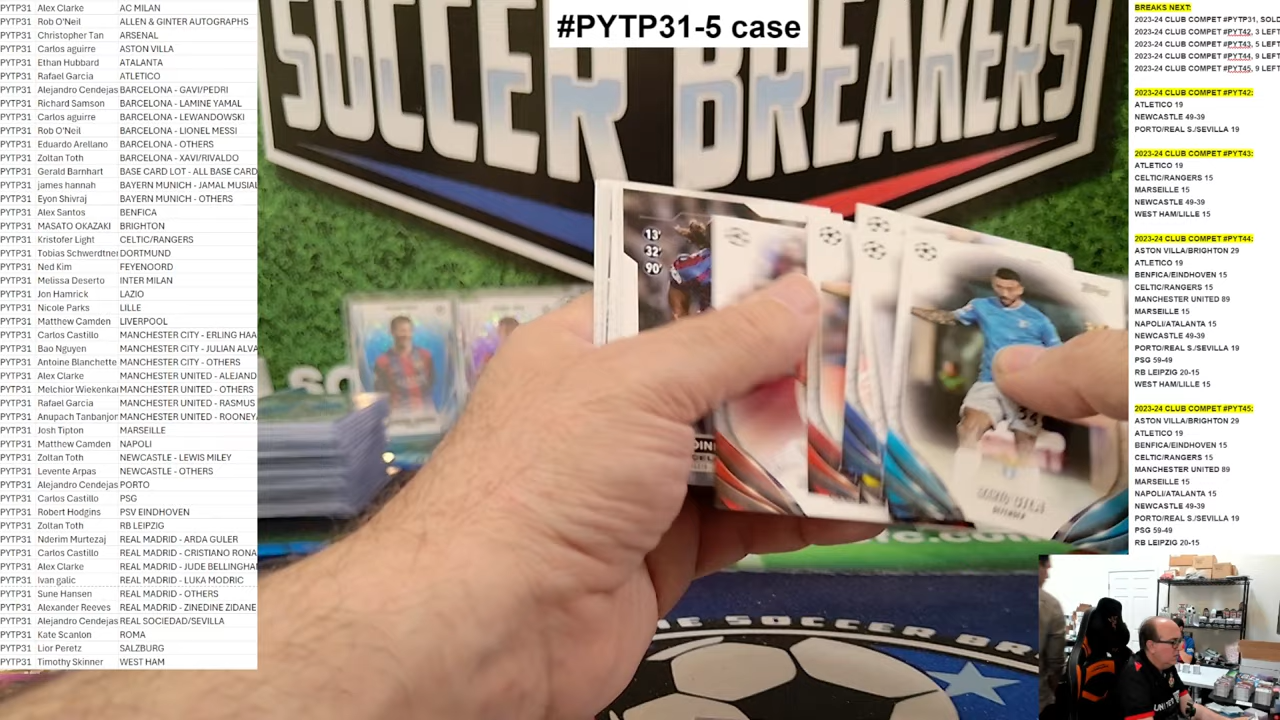 #PYTP31-5 case
PYTP31 Alex Clarke AC MILAN
PYTP31 Rob O'Neil ALLEN & GINTER AUTOGRAPHS
PYTP31 Christopher Tan ARSENAL
PYTP31 Carlos aguirre ASTON VILLA
PYTP31 Ethan Hubbard ATALANTA
PYTP31 Rafael Garcia ATLETICO
PYTP31 Alejandro Cendejas BARCELONA - GAVI/PEDRI
PYTP31 Richard Samson BARCELONA - LAMINE YAMAL
PYTP31 Carlos aguirre BARCELONA - LEWANDOWSKI
PYTP31 Rob O'Neil BARCELONA - LIONEL MESSI
PYTP31 Eduardo Arellano BARCELONA - OTHERS
PYTP31 Zoltan Toth BARCELONA - XAVI/RIVALDO
PYTP31 Gerald Barnhart BASE CARD LOT - ALL BASE CARD
PYTP31 james hannah BAYERN MUNICH - JAMAL MUSIAL
PYTP31 Eyon Shivraj BAYERN MUNICH - OTHERS
PYTP31 Alex Santos BENFICA
PYTP31 MASATO OKAZAKI BRIGHTON
PYTP31 Kristofer Light CELTIC/RANGERS
PYTP31 Tobias Schwerdtner DORTMUND
PYTP31 Ned Kim FEYENOORD
PYTP31 Melissa Deserto INTER MILAN
PYTP31 Jon Hamrick LAZIO
PYTP31 Nicole Parks LILLE
PYTP31 Matthew Camden LIVERPOOL
PYTP31 Carlos Castillo MANCHESTER CITY - ERLING HAA
PYTP31 Bao Nguyen MANCHESTER CITY - JULIAN ALVA
PYTP31 Antoine Blanchette MANCHESTER CITY - OTHERS
PYTP31 Alex Clarke MANCHESTER UNITED - ALEJAND
PYTP31 Melchior Wiekenkar MANCHESTER UNITED - OTHERS
PYTP31 Rafael Garcia MANCHESTER UNITED - RASMUS
PYTP31 Anupach Tanbanjor MANCHESTER UNITED - ROONEY
PYTP31 Josh Tipton MARSEILLE
PYTP31 Matthew Camden NAPOLI
PYTP31 Zoltan Toth NEWCASTLE - LEWIS MILEY
PYTP31 Levente Arpas NEWCASTLE - OTHERS
PYTP31 Alejandro Cendejas PORTO
PYTP31 Carlos Castillo PSG
PYTP31 Robert Hodgins PSV EINDHOVEN
PYTP31 Zoltan Toth RB LEIPZIG
PYTP31 Nderim Murtezaj REAL MADRID - ARDA GULER
PYTP31 Carlos Castillo REAL MADRID - CRISTIANO RONA
PYTP31 Alex Clarke REAL MADRID - JUDE BELLINGHA
PYTP31 Ivan galic REAL MADRID - LUKA MODRIC
PYTP31 Sune Hansen REAL MADRID - OTHERS
PYTP31 Alexander Reeves REAL MADRID - ZINEDINE ZIDANE
PYTP31 Alejandro Cendejas REAL SOCIEDAD/SEVILLA
PYTP31 Kate Scanlon ROMA
PYTP31 Lior Peretz SALZBURG
PYTP31 Timothy Skinner WEST HAM
SOCCER BREAKERS
13'
32'
90'
topps
MARIO GILA
DEFENDER
BREAKS NEXT:
2023-24 CLUB COMPET #PYTP31, SOLD
2023-24 CLUB COMPET #PYT42, 3 LEFT
2023-24 CLUB COMPET #PYT43, 5 LEFT
2023-24 CLUB COMPET #PYT44, 9 LEFT
2023-24 CLUB COMPET #PYT45, 9 LEFT
2023-24 CLUB COMPET #PYT42:
ATLETICO 19
NEWCASTLE 49-39
PORTO/REAL S./SEVILLA 19
2023-24 CLUB COMPET #PYT43:
ATLETICO 19
CELTIC/RANGERS 15
MARSEILLE 15
NEWCASTLE 49-39
WEST HAM/LILLE 15
2023-24 CLUB COMPET #PYT44:
ASTON VILLA/BRIGHTON 29
ATLETICO 19
BENFICA/EINDHOVEN 15
CELTIC/RANGERS 15
MANCHESTER UNITED 89
MARSEILLE 15
NAPOLI/ATALANTA 15
NEWCASTLE 49-39
PORTO/REAL S./SEVILLA 19
PSG 59-49
RB LEIPZIG 20-15
WEST HAM/LILLE 15
2023-24 CLUB COMPET #PYT45:
ASTON VILLA/BRIGHTON 29
ATLETICO 19
BENFICA/EINDHOVEN 15
CELTIC/RANGERS 15
MANCHESTER UNITED 89
MARSEILLE 15
NAPOLI/ATALANTA 15
NEWCASTLE 49-39
PORTO/REAL S./SEVILLA 19
PSG 59-49
RB LEIPZIG 20-15